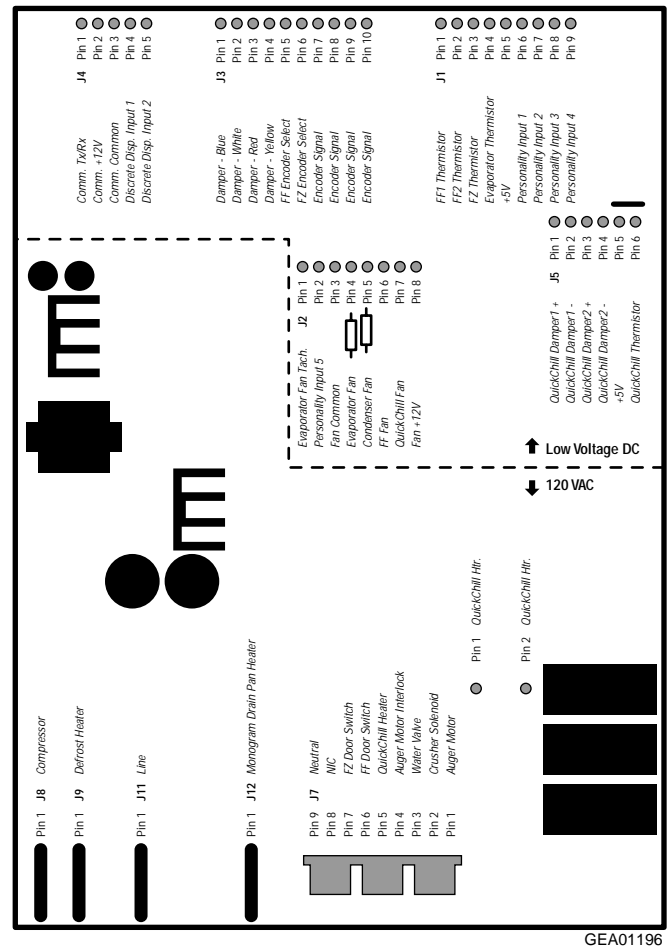 J4
Pin 1 Comm. Tx/Rx
Pin 2 Comm. +12V
Pin 3 Comm. Common
Pin 4 Discrete Disp. Input 1
Pin 5 Discrete Disp. Input 2
J3
Pin 1 Damper - Blue
Pin 2 Damper - White
Pin 3 Damper - Red
Pin 4 Damper - Yellow
Pin 5 FF Encoder Select
Pin 6 FZ Encoder Select
Pin 7 Encoder Signal
Pin 8 Encoder Signal
Pin 9 Encoder Signal
Pin 10 Encoder Signal
J1
Pin 1 FF1 Thermistor
Pin 2 FF2 Thermistor
Pin 3 FZ Thermistor
Pin 4 Evaporator Thermistor
Pin 5 +5V
Pin 6 Personality Input 1
Pin 7 Personality Input 2
Pin 8 Personality Input 3
Pin 9 Personality Input 4
J5
Pin 1 QuickChill Damper1 +
Pin 2 QuickChill Damper1 -
Pin 3 QuickChill Damper2 +
Pin 4 QuickChill Damper2 -
Pin 5 +5V
Pin 6 QuickChill Thermistor
J2
Pin 1 Evaporator Fan Tach.
Pin 2 Personality Input 5
Pin 3 Fan Common
Pin 4 Evaporator Fan
Pin 5 Condenser Fan
Pin 6 FF Fan
Pin 7 QuickChill Fan
Pin 8 Fan +12V
Low Voltage DC
120 VAC
Pin 1 QuickChill Htr.
Pin 2 QuickChill Htr.
Pin 1 J8 Compressor
Pin 1 J9 Defrost Heater
Pin 1 J11 Line
Pin 1 J12 Monogram Drain Pan Heater
J7
Pin 9 Neutral
Pin 8 NIC
Pin 7 FZ Door Switch
Pin 6 FF Door Switch
Pin 5 QuickChill Heater
Pin 4 Auger Motor Interlock
Pin 3 Water Valve
Pin 2 Crusher Solenoid
Pin 1 Auger Motor
GEA01196